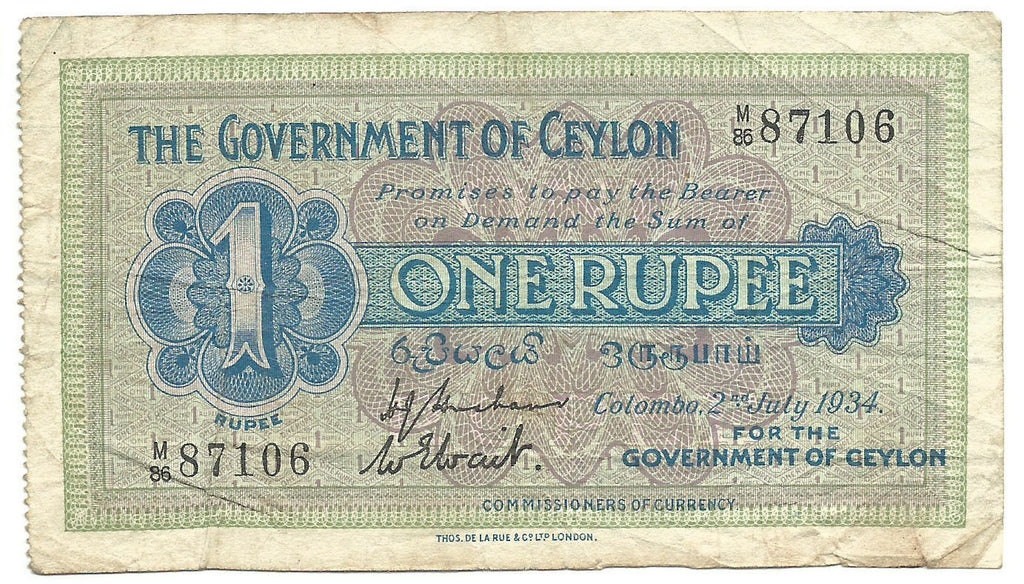 THE GOVERNMENT OF CEYLON
M/86 87106
Promises to pay the Bearer
on Demand the Sum of
1
ONE RUPEE
රුපියලයි ஒருரூபாய்
RUPEE
Colombo, 2nd July 1934.
FOR THE
GOVERNMENT OF CEYLON
M/86 87106
W E Wait.
COMMISSIONERS OF CURRENCY.
THOS. DE LA RUE & CO LTD LONDON.